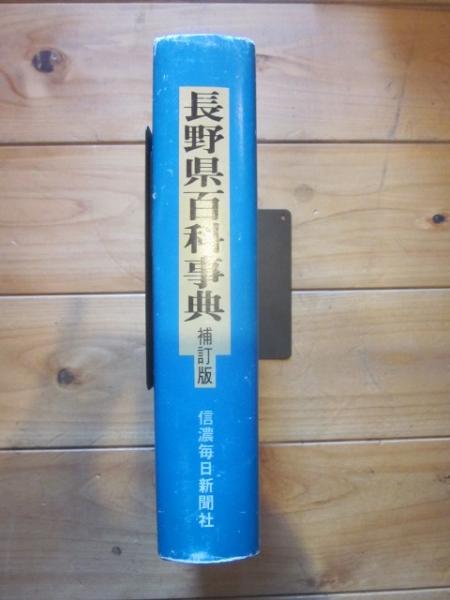 長野県百科事典
補訂版
信濃毎日新聞社